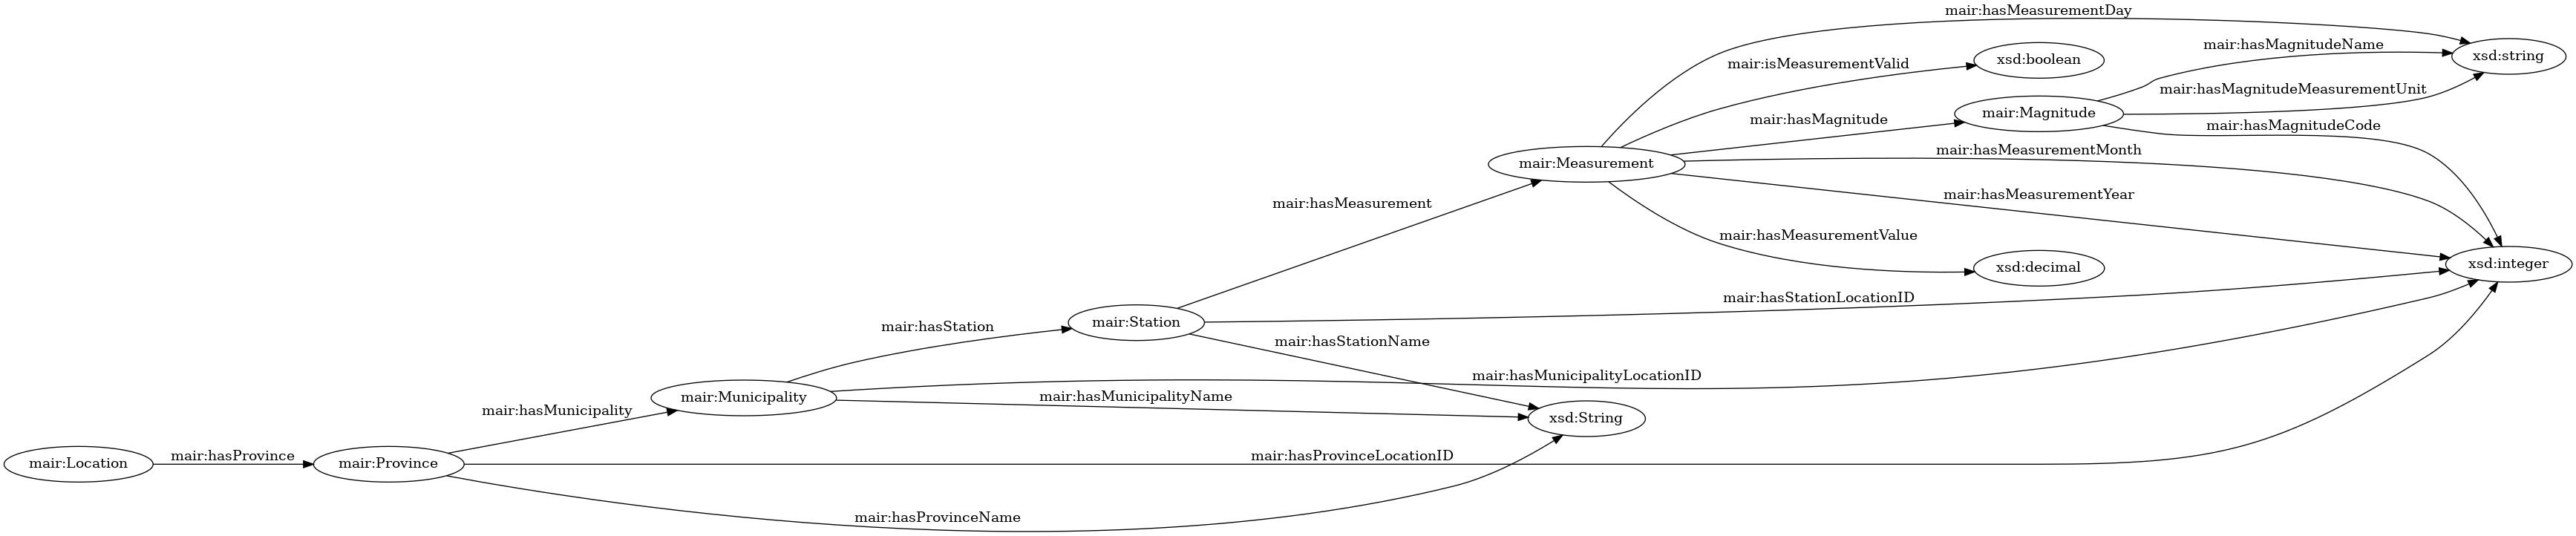 mair:hasMeasurementDay
mair:hasMagnitudeName
xsd:string
mair:isMeasurementValid
xsd:boolean
mair:hasMagnitudeMeasurementUnit
mair:hasMagnitude
mair:Magnitude
mair:hasMagnitudeCode
mair:Measurement
mair:hasMeasurementMonth
mair:hasMeasurementYear
mair:hasMeasurement
mair:hasMeasurementValue
xsd:decimal
xsd:integer
mair:hasStationLocationID
mair:hasStation
mair:Station
mair:hasStationName
mair:hasMunicipalityLocationID
mair:Municipality
mair:hasMunicipalityName
mair:hasMunicipality
xsd:String
mair:Location
mair:hasProvince
mair:Province
mair:hasProvinceLocationID
mair:hasProvinceName